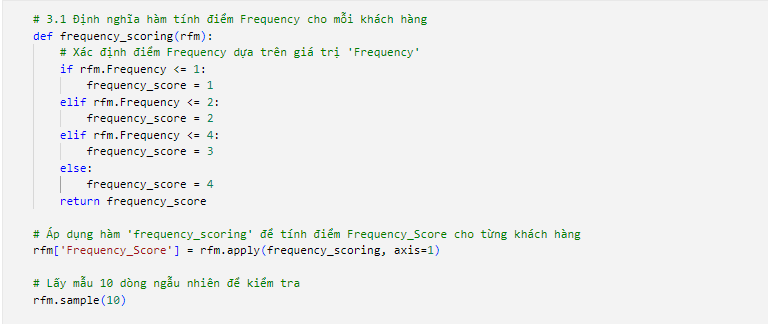 # 3.1 Định nghĩa hàm tính điểm Frequency cho mỗi khách hàng
def frequency_scoring(rfm):
    # Xác định điểm Frequency dựa trên giá trị 'Frequency'
    if rfm.Frequency <= 1:
        frequency_score = 1
    elif rfm.Frequency <= 2:
        frequency_score = 2
    elif rfm.Frequency <= 4:
        frequency_score = 3
    else:
        frequency_score = 4
    return frequency_score

# Áp dụng hàm 'frequency_scoring' để tính điểm Frequency_Score cho từng khách hàng
rfm['Frequency_Score'] = rfm.apply(frequency_scoring, axis=1)

# Lấy mẫu 10 dòng ngẫu nhiên để kiểm tra
rfm.sample(10)